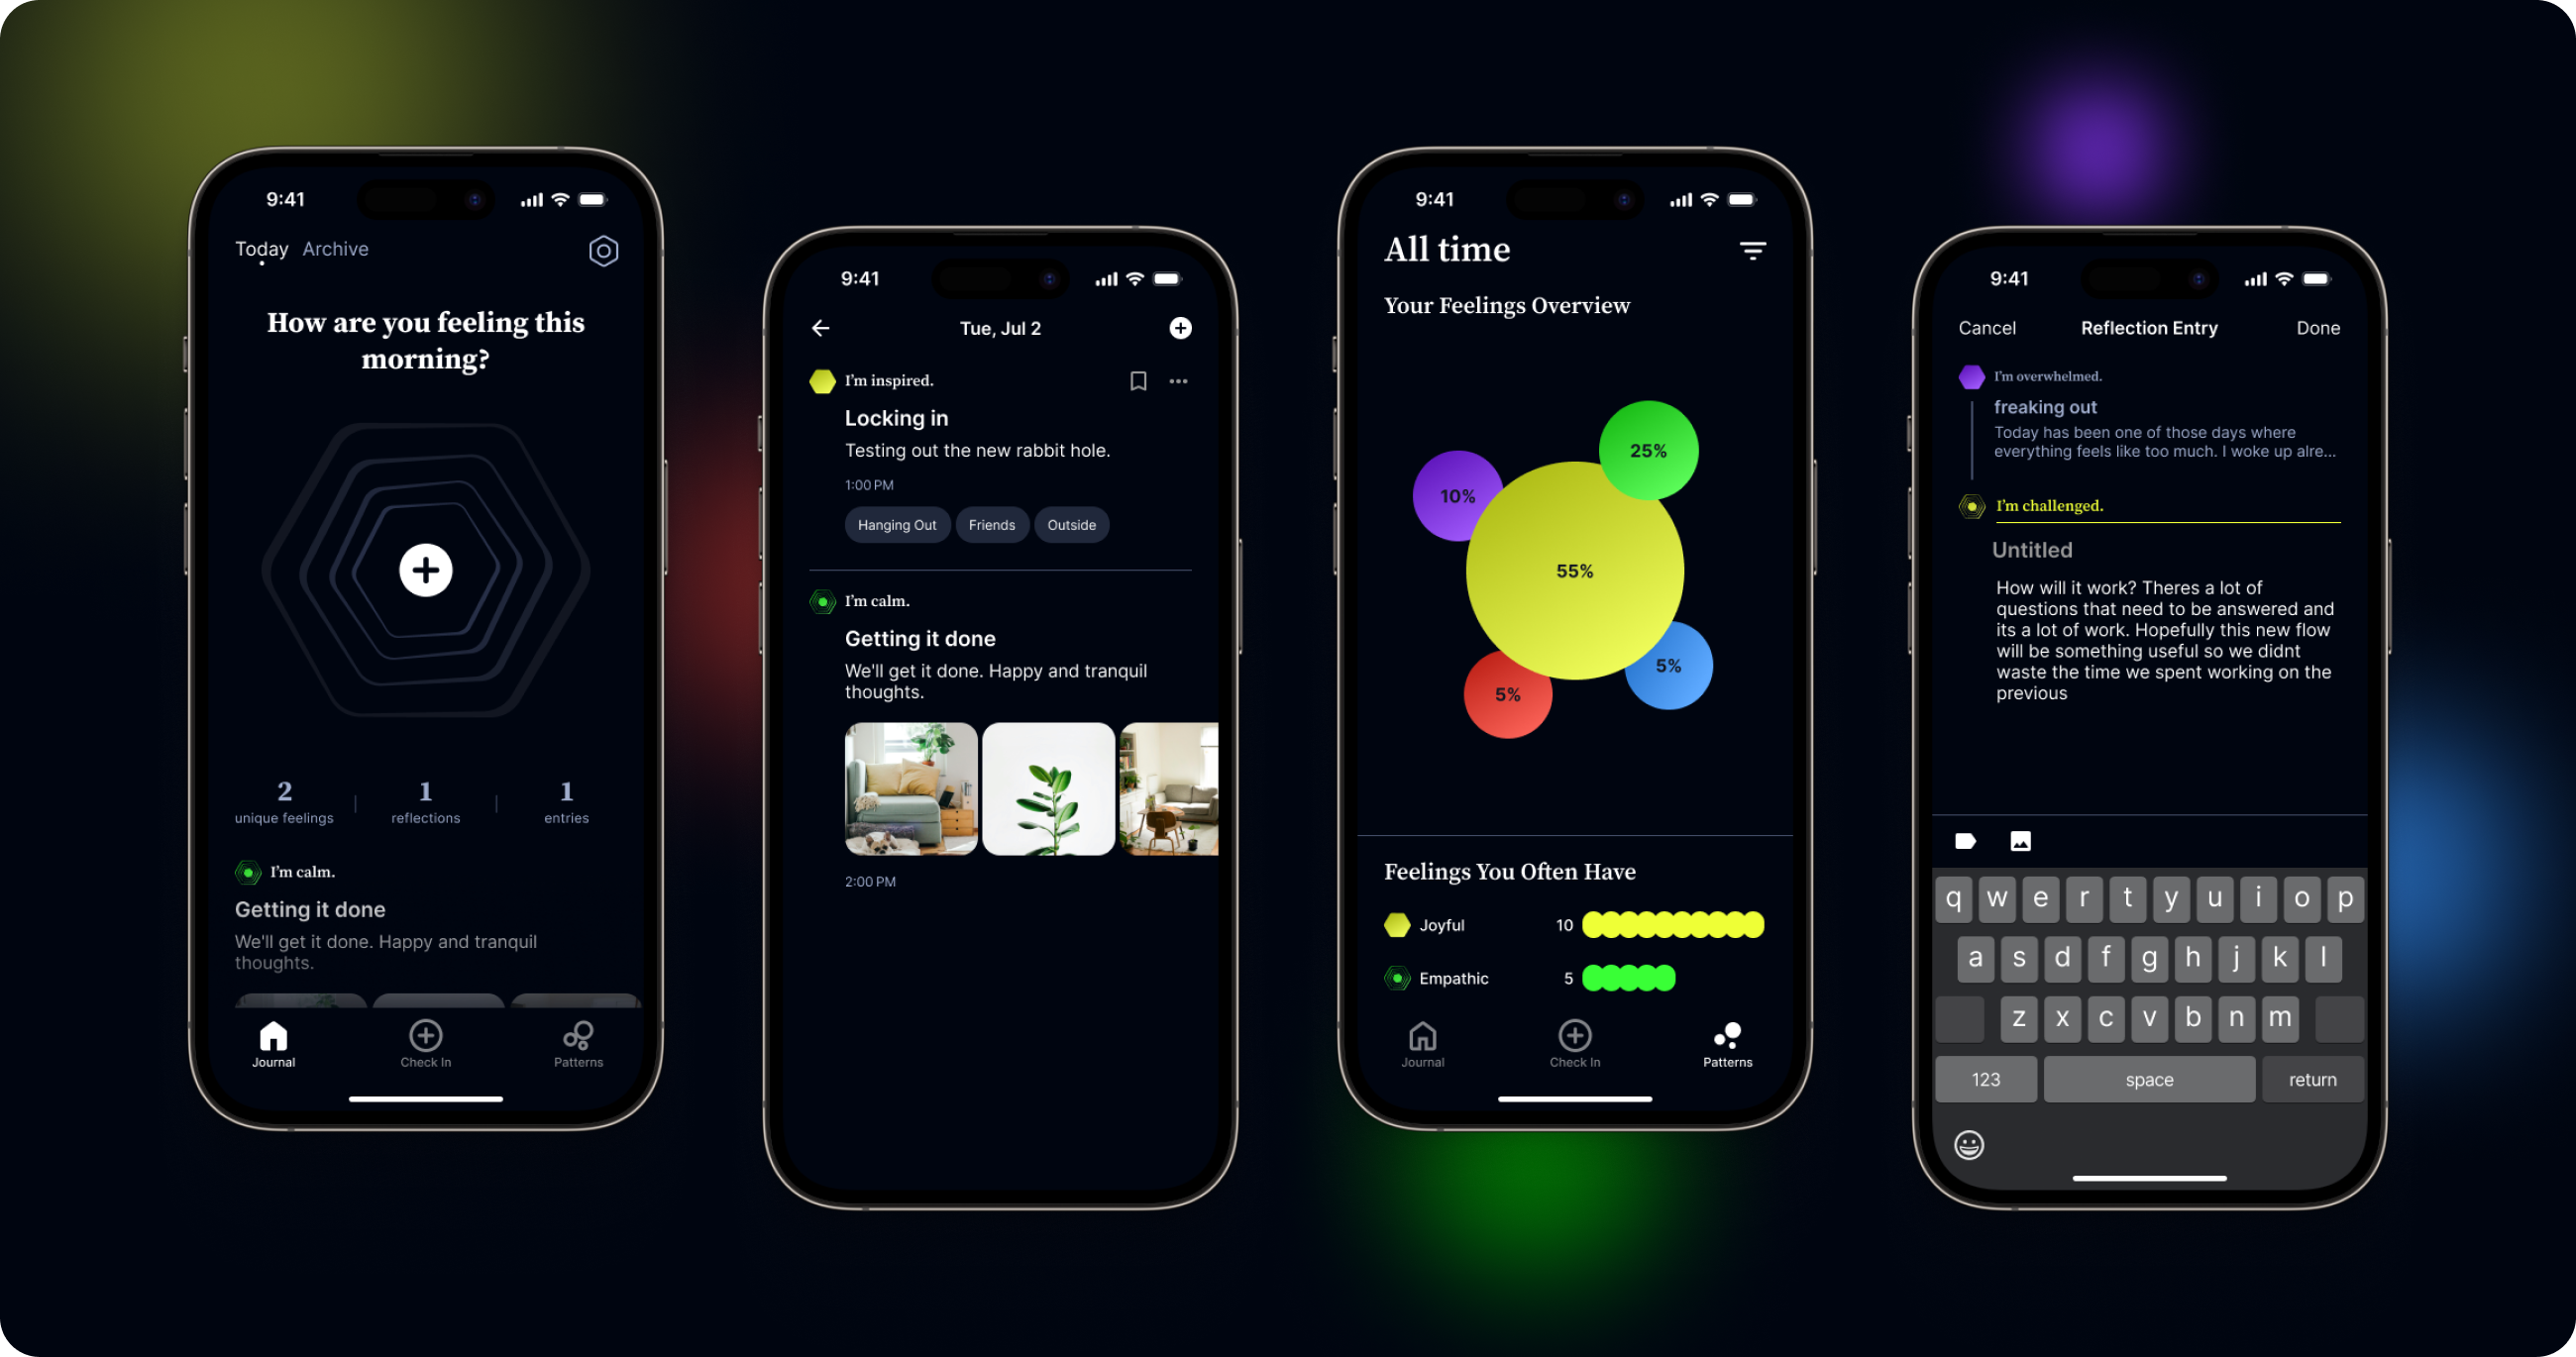 9:41
Today Archive
How are you feeling this
morning?
2
unique feelings
1
reflections
1
entries
I'm calm.
Getting it done
We'll get it done. Happy and tranquil
thoughts.
Journal
Check In
Patterns
9:41
Tue, Jul 2
I'm inspired.
Locking in
Testing out the new rabbit hole.
1:00 PM
Hanging Out Friends Outside
I'm calm.
Getting it done
We'll get it done. Happy and tranquil
thoughts.
2:00 PM
9:41
All time
Your Feelings Overview
25%
10%
55%
5%
5%
Feelings You Often Have
Joyful 10
Empathic 5
Journal
Check In
Patterns
9:41
Cancel Reflection Entry Done
I'm overwhelmed.
freaking out
Today has been one of those days where
everything feels like too much. I woke up alre...
I'm challenged.
Untitled
How will it work? Theres a lot of
questions that need to be answered and
its a lot of work. Hopefully this new flow
will be something useful so we didnt
waste the time we spent working on the
previous
q w e r t y u i o p
a s d f g h j k l
z x c v b n m
123 space return